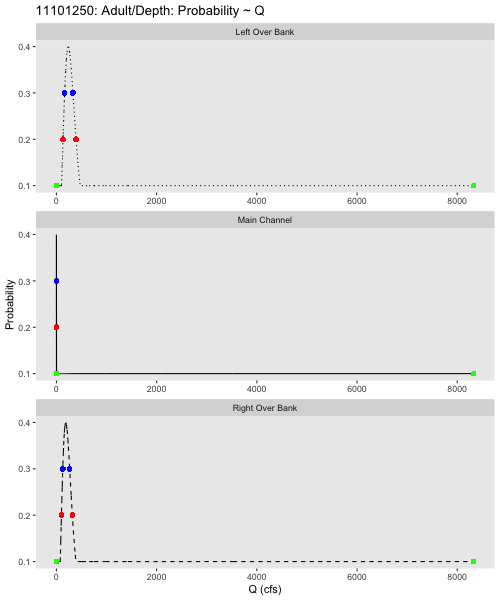 11101250: Adult/Depth: Probability ~ Q
Left Over Bank
0.4
0.3
0.2
0.1
0 2000 4000 6000 8000
Main Channel
0.4
0.3
0.2
0.1
0 2000 4000 6000 8000
Probability
Right Over Bank
0.4
0.3
0.2
0.1
0 2000 4000 6000 8000
Q (cfs)